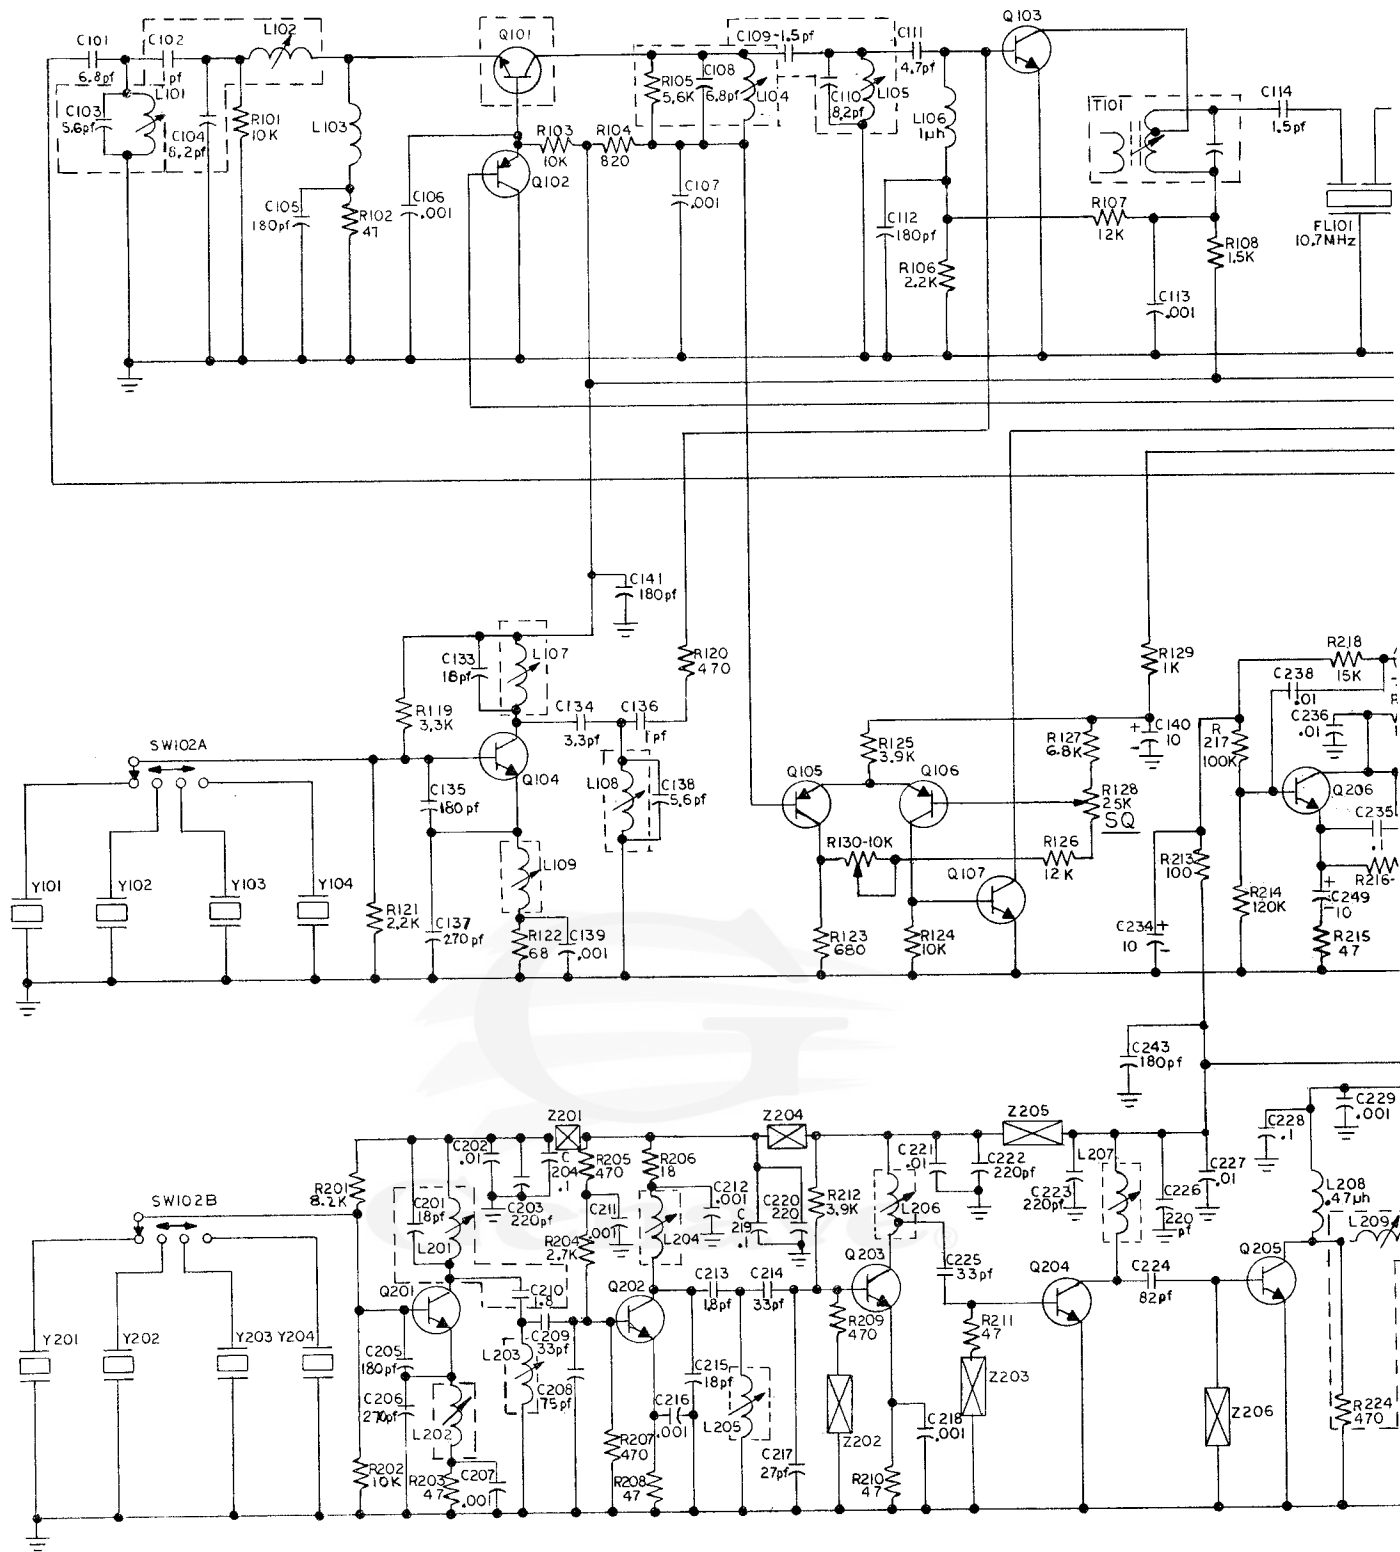 C101
6.8pf
C102
pf
L101
L102
C103
5.6pf
C104
8.2pf
R101
10K
L103
C105
180pf
R102
47
Q101
C106
.001
Q102
R103
10K
R104
820
R105
5,6K
C108
6,8pf
L104
C107
.001
C109-1.5pf
C110
8,2pf
L105
C111
4.7pf
L106
1μh
C112
180pf
R106
2.2K
Q103
R107
12K
C113
.001
T101
R108
1.5K
C114
1.5pf
FL101
10.7MHz
C141
180pf
R120
470
C133
18pf
L107
R119
3,3K
C134
3,3pf
C136
1pf
Q104
L108
C138
5,6pf
SW102A
C135
180pf
L109
Y101
Y102
Y103
Y104
R121
2,2K
C137
270pf
R122
68
C139
.001
R129
1K
R125
3.9K
R127
6.8K
C140
10
Q105
Q106
R128
25K
SQ
R130-10K
R126
12K
Q107
R123
680
R124
10K
R218
15K
C238
.01
C236
.01
R
217
100K
Q206
C235
.1
R213
100
R216-
R214
120K
C249
10
C234
10
R215
47
C243
180pf
Z201
Z204
Z205
C229
.001
C228
.1
C202
.01
C
204
.1
R205
470
R206
18
C221
.01
C222
220pf
L207
C227
.01
R201
8.2K
C201
18pf
L201
C203
220pf
C211
.001
C212
.001
C
219
.1
C220
220
R212
3.9K
L206
C223
220pf
C226
220
pf
L208
.47μh
L209
SW102B
R204
2.7K
L204
Q203
C225
33pf
Q204
C224
82pf
Q205
Q201
C210
1.8
Q202
C213
1.8pf
C214
33pf
R209
470
R211
47
Y201
Y202
Y203
Y204
C205
180pf
C209
33pf
L203
C215
18pf
Z203
C206
270pf
L202
C208
75pf
C216
.001
L205
Z202
C218
.001
Z206
R224
470
R202
10K
R203
47
C207
.001
R207
470
R208
47
C217
27pf
R210
47